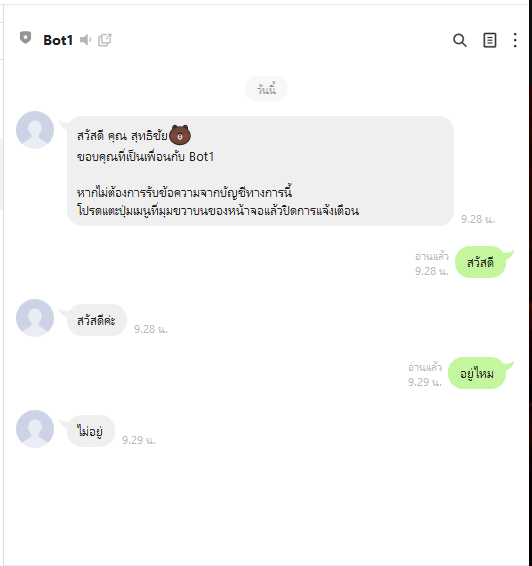 Bot1
วันนี้
สวัสดี คุณ สุทธิชัย
ขอบคุณที่เป็นเพื่อนกับ Bot1
หากไม่ต้องการรับข้อความจากบัญชีทางการนี้
โปรดแตะปุ่มเมนูที่มุมขวาบนของหน้าจอแล้วปิดการแจ้งเตือน
9.28 น.
อ่านแล้ว
9.28 น.
สวัสดี
สวัสดีค่ะ
9.28 น.
อ่านแล้ว
9.29 น.
อยู่ไหม
ไม่อยู่
9.29 น.